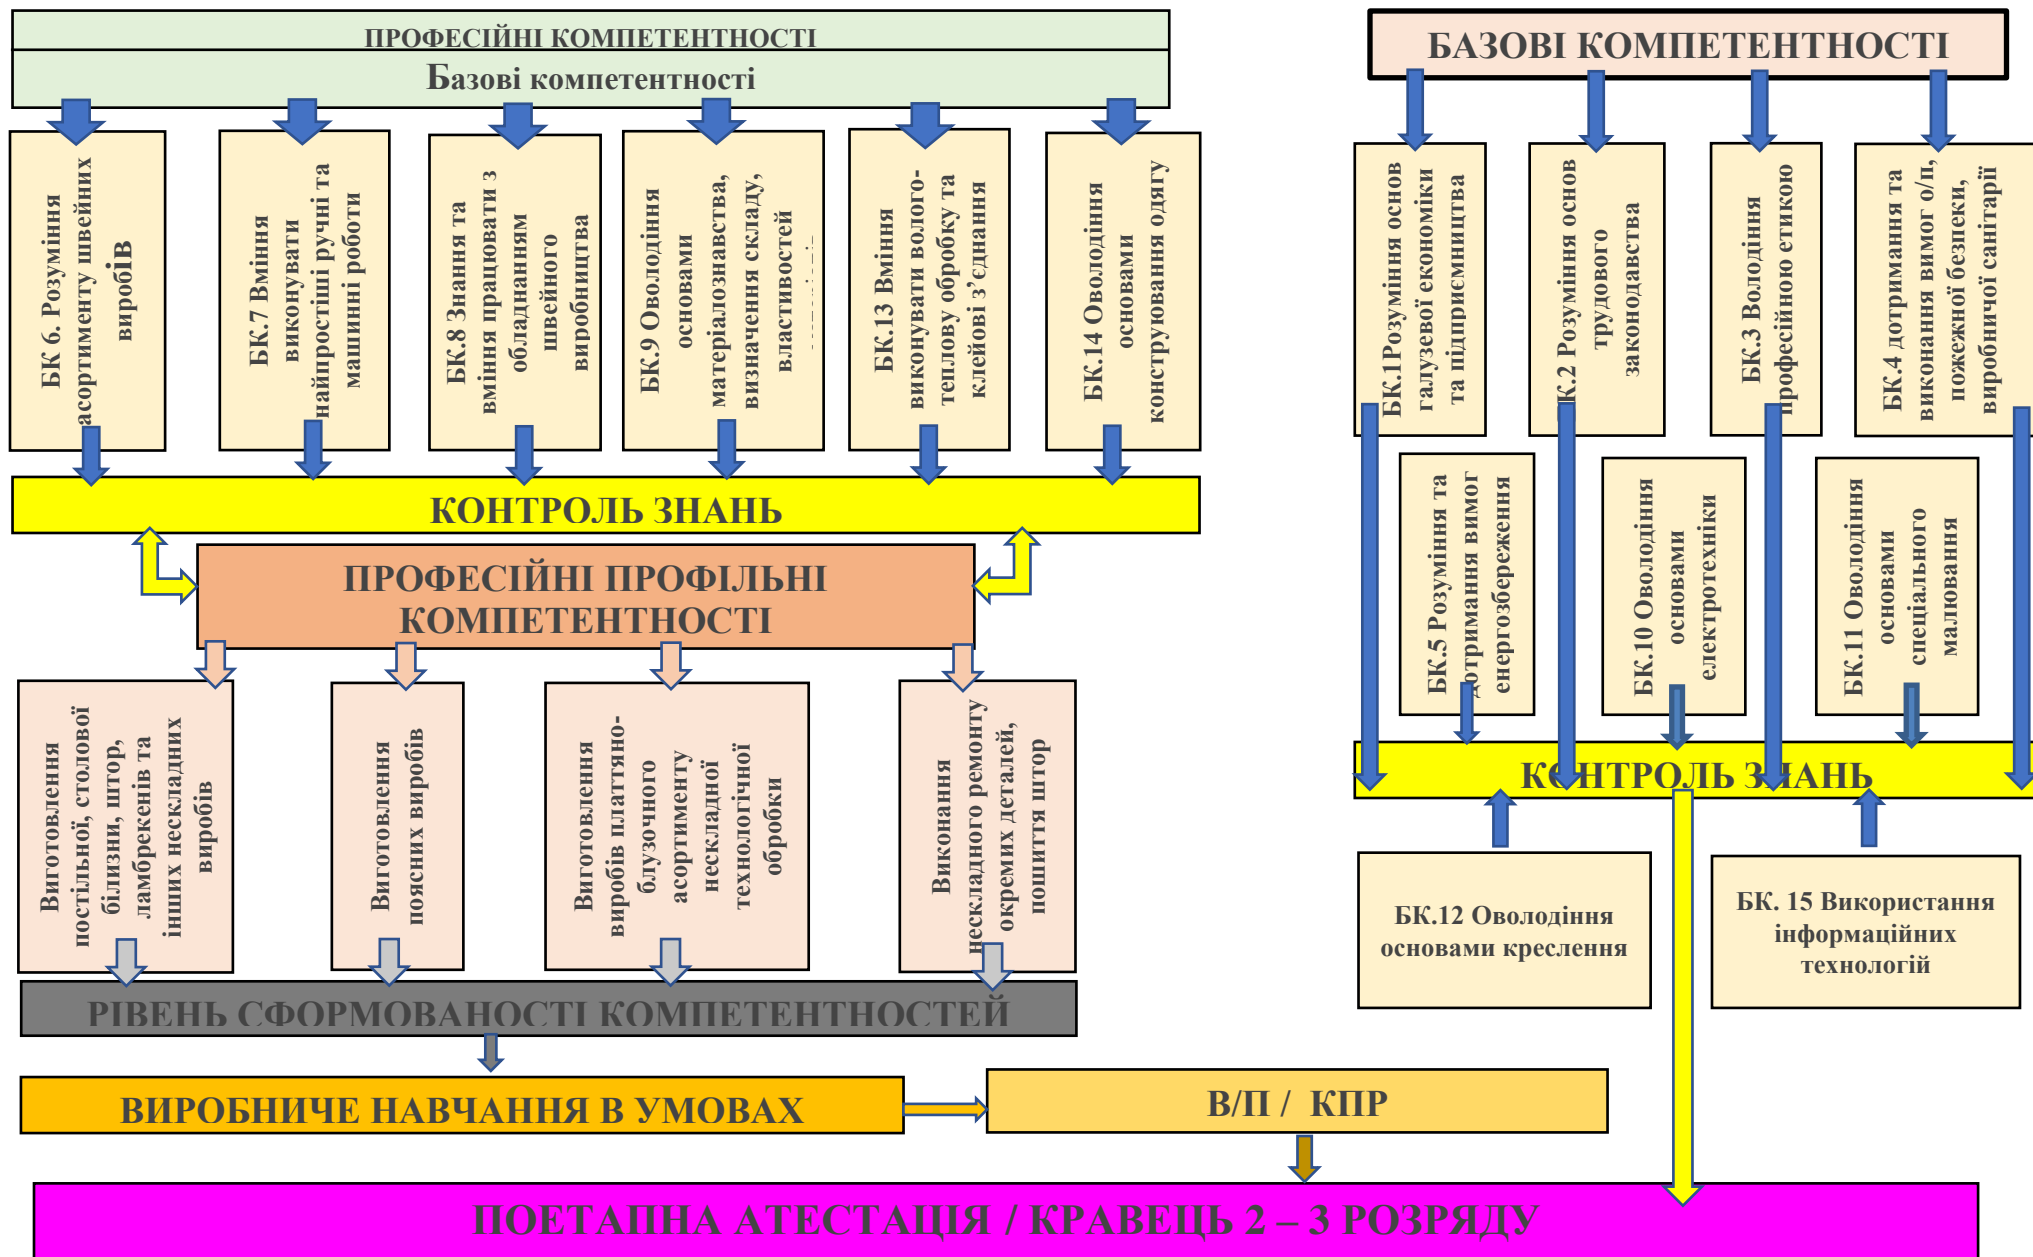 ПРОФЕСІЙНІ КОМПЕТЕНТНОСТІ
Базові компетентності
БК 6. Розуміння
асортименту швейних
виробів
БК.7 Вміння
виконувати
найпростіші ручні та
машинні роботи
БК.8 Знання та
вміння працювати з
обладнанням
швейного
виробництва
БК.9 Оволодіння
основами
матеріалознавства,
визначення складу,
властивостей
БК.13 Вміння
виконувати волого-
теплову обробку та
клейові з’єднання
БК.14 Оволодіння
основами
конструювання одягу
КОНТРОЛЬ ЗНАНЬ
ПРОФЕСІЙНІ ПРОФІЛЬНІ
КОМПЕТЕНТНОСТІ
Виготовлення
постільної, столової
білизни, штор,
ламбрекенів та
інших нескладних
виробів
Виготовлення
поясних виробів
Виготовлення
виробів платтяно-
блузочного
асортименту
нескладної
технологічної
обробки
Виконання
нескладного ремонту
окремих деталей,
пошиття штор
РІВЕНЬ СФОРМОВАНОСТІ КОМПЕТЕНТНОСТЕЙ
ВИРОБНИЧЕ НАВЧАННЯ В УМОВАХ
В/П / КПР
БАЗОВІ КОМПЕТЕНТНОСТІ
БК.1Розуміння основ
галузевої економіки
та підприємництва
К.2 Розуміння основ
трудового
законодавства
БК.3 Володіння
професійною етикою
БК.4 дотримання та
виконання вимог о/п,
пожежної безпеки,
виробничої санітарії
БК.5 Розуміння та
дотримання вимог
енергозбереження
БК.10 Оволодіння
основами
електротехніки
БК.11 Оволодіння
основами
спеціального
малювання
КОНТРОЛЬ ЗНАНЬ
БК.12 Оволодіння
основами креслення
БК. 15 Використання
інформаційних
технологій
ПОЕТАПНА АТЕСТАЦІЯ / КРАВЕЦЬ 2 – 3 РОЗРЯДУ